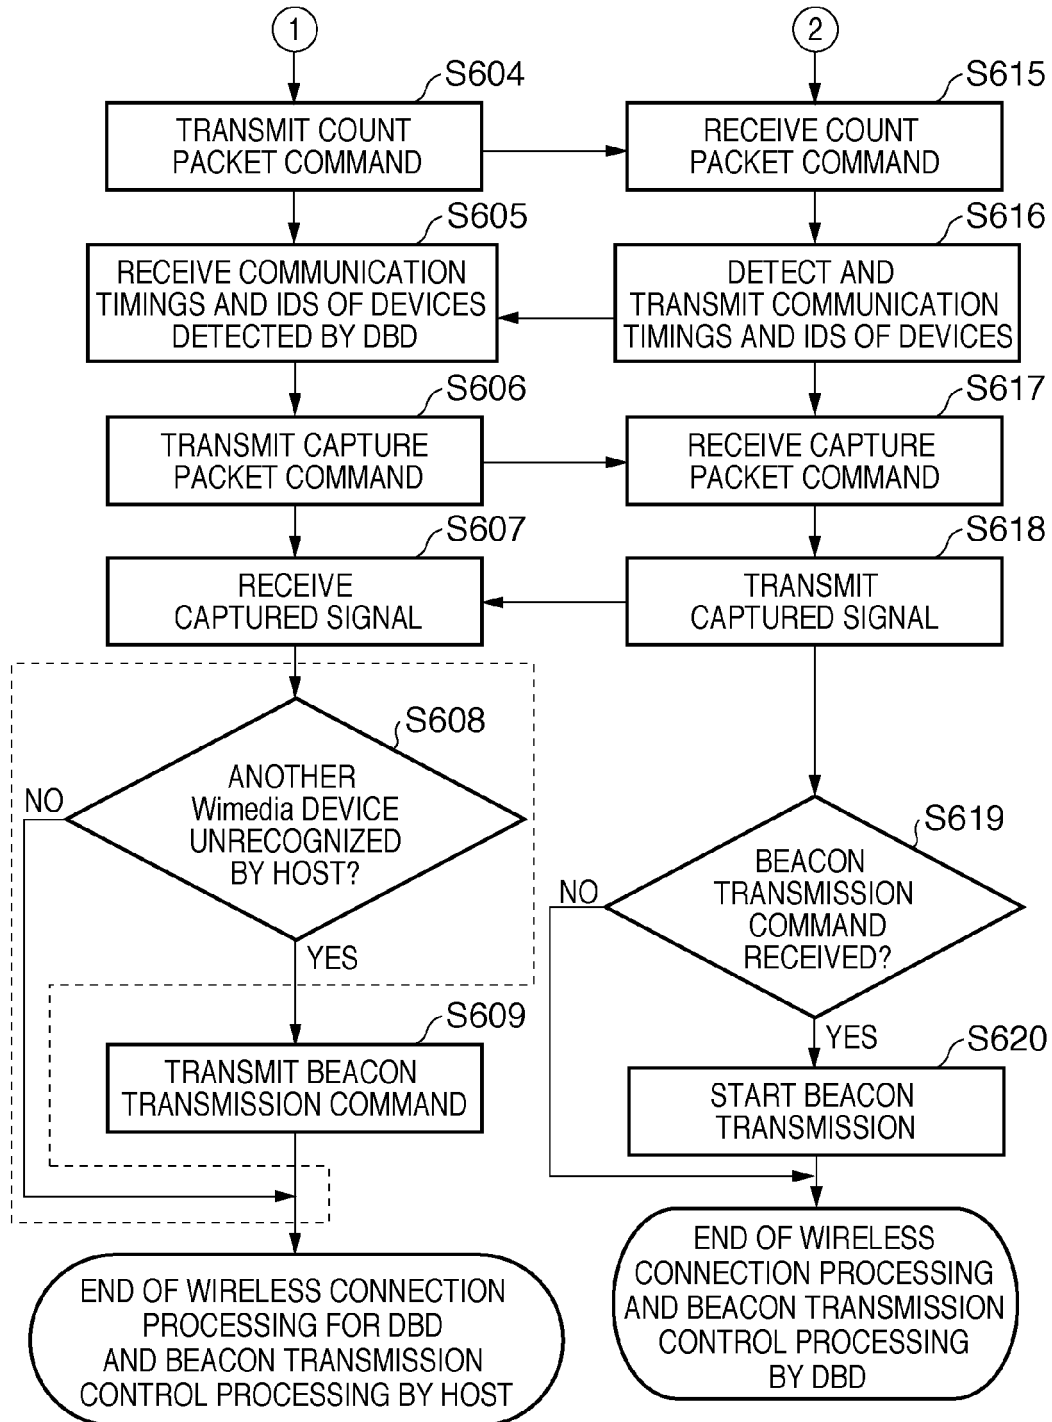 1
S604
TRANSMIT COUNT
PACKET COMMAND
S605
RECEIVE COMMUNICATION
TIMINGS AND IDS OF DEVICES
DETECTED BY DBD
S606
TRANSMIT CAPTURE
PACKET COMMAND
S607
RECEIVE
CAPTURED SIGNAL
S608
ANOTHER
Wimedia DEVICE
UNRECOGNIZED
BY HOST?
NO
YES
S609
TRANSMIT BEACON
TRANSMISSION COMMAND
END OF WIRELESS CONNECTION
PROCESSING FOR DBD
AND BEACON TRANSMISSION
CONTROL PROCESSING BY HOST
2
S615
RECEIVE COUNT
PACKET COMMAND
S616
DETECT AND
TRANSMIT COMMUNICATION
TIMINGS AND IDS OF DEVICES
S617
RECEIVE CAPTURE
PACKET COMMAND
S618
TRANSMIT
CAPTURED SIGNAL
S619
BEACON
TRANSMISSION
COMMAND
RECEIVED?
NO
YES
S620
START BEACON
TRANSMISSION
END OF WIRELESS
CONNECTION PROCESSING
AND BEACON TRANSMISSION
CONTROL PROCESSING
BY DBD